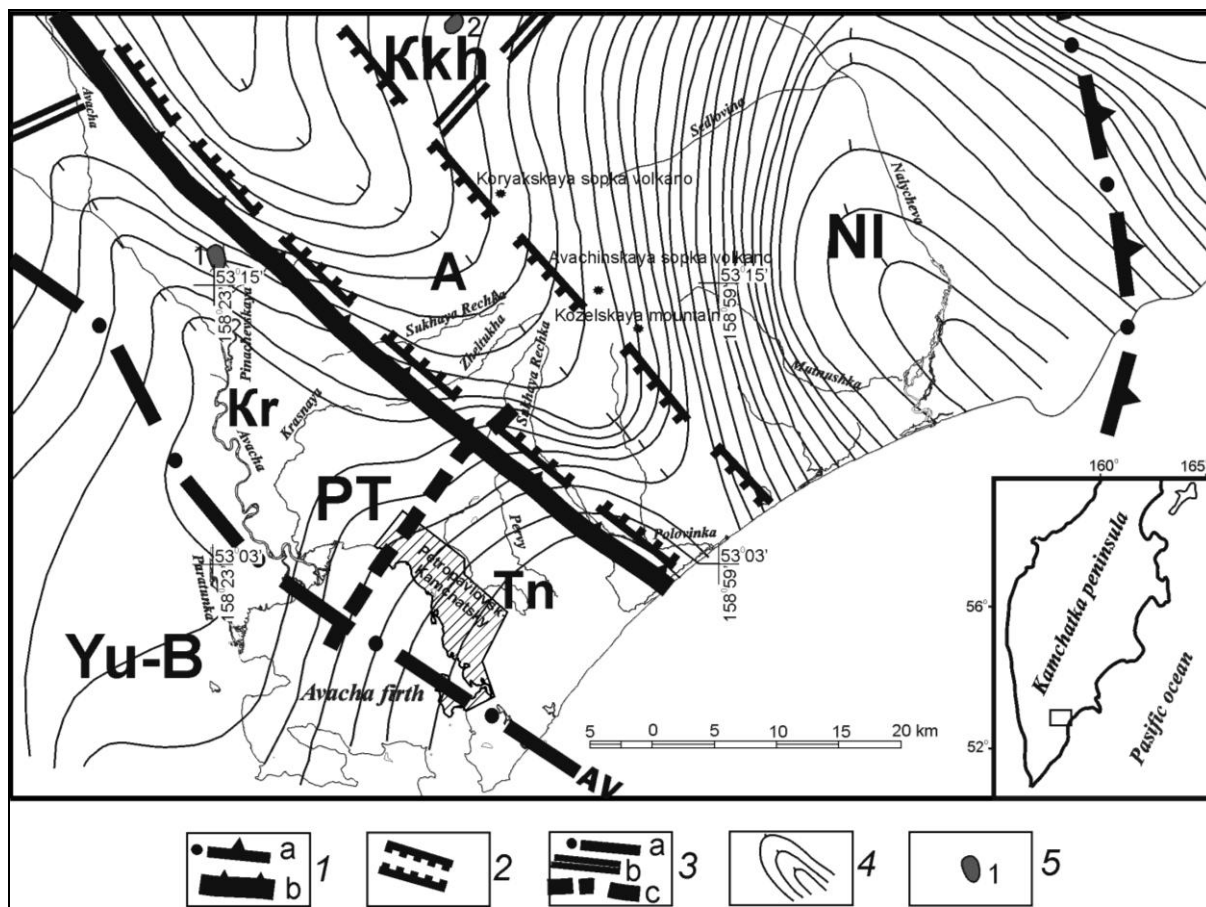 2
Kkh
Avacha
Sedlovina
Koryakskaya sopka volkano
Nalycheva
Nl
1
A
Avachinskaya sopka volkano
53°15'
158°23'
53°15'
158°59'
Pinachevskaya
Sukhaya Rechka
Kozelskaya mountain
Zheltukha
Sukhaya Rechka
Mutnushka
Kr
Krasnaya
Avacha
PT
160°
165°
Pervy
Polovinka
53°03'
158°23'
53°03'
158°59'
Paratunka
Petropavlovsk-
Kamchatsky
Tn
56°
Kamchatka peninsula
Yu-B
Avacha firth
Pasific ocean
5 0 5 10 15 20 km
52°
AV
a
b
1
2
a
b
c
3
4
1
5